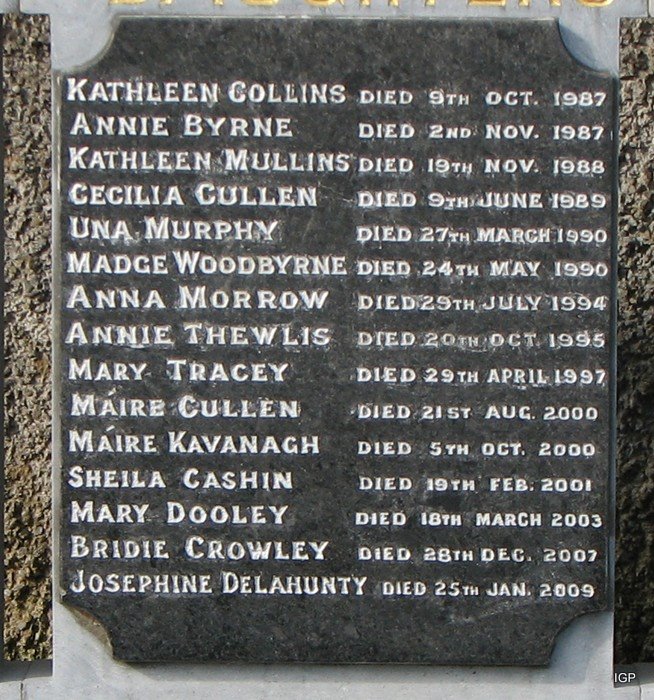 KATHLEEN COLLINS DIED 9TH OCT. 1987
ANNIE BYRNE DIED 2ND NOV. 1987
KATHLEEN MULLINS DIED 19TH NOV. 1988
CECILIA CULLEN DIED 9TH JUNE 1989
UNA MURPHY DIED 27TH MARCH 1990
MADGE WOODBYRNE DIED 24TH MAY 1990
ANNA MORROW DIED 29TH JULY 1994
ANNIE THEWLIS DIED 20TH OCT. 1995
MARY TRACEY DIED 29TH APRIL 1997
MÁIRE CULLEN DIED 21ST AUG. 2000
MÁIRE KAVANAGH DIED 5TH OCT. 2000
SHEILA CASHIN DIED 19TH FEB. 2001
MARY DOOLEY DIED 18TH MARCH 2003
BRIDIE CROWLEY DIED 28TH DEC. 2007
JOSEPHINE DELAHUNTY DIED 25TH JAN. 2009
IGP